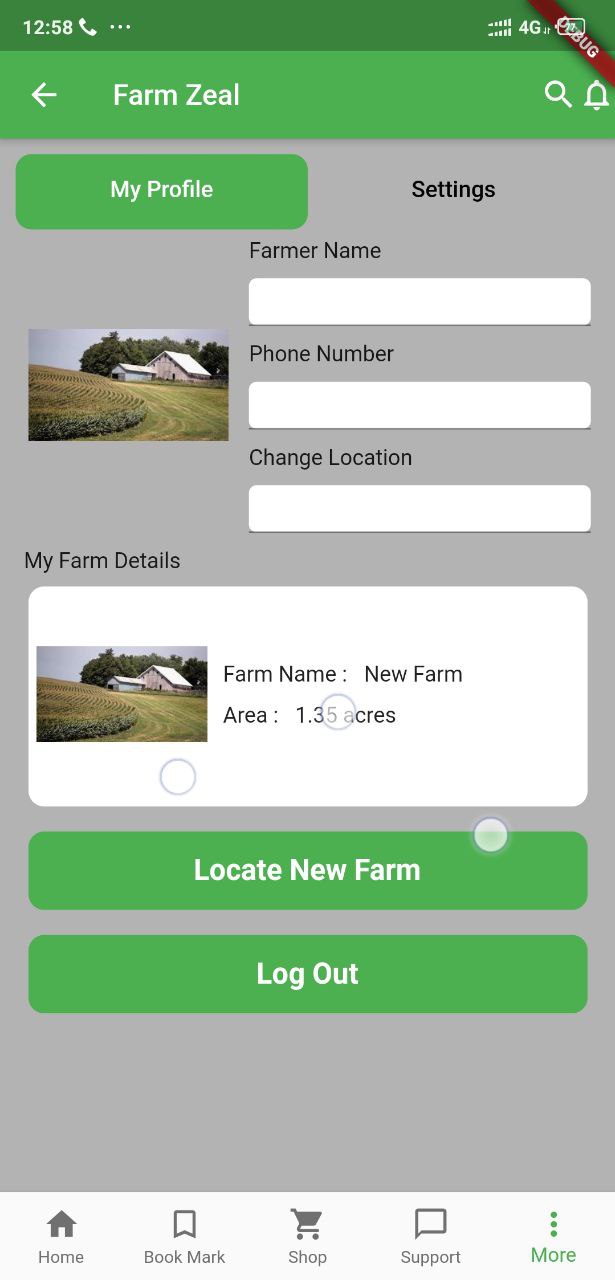 12:58 ... 4G
DEBUG
Farm Zeal
My Profile Settings
Farmer Name
Phone Number
Change Location
My Farm Details
Farm Name : New Farm
Area : 1.35 acres
Locate New Farm
Log Out
Home Book Mark Shop Support More